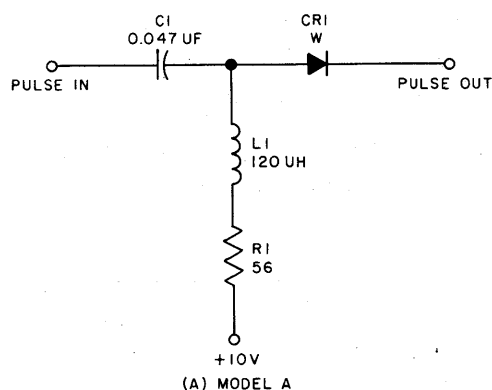 C1
0.047 UF
CR1
W
PULSE IN
PULSE OUT
L1
120 UH
R1
56
+10V
(A) MODEL A